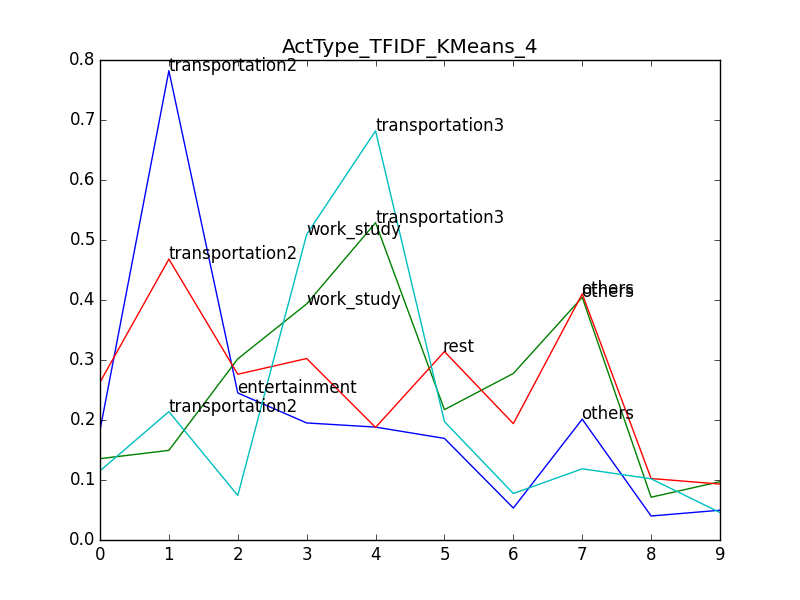 ActType_TFIDF_KMeans_4
0.8
transportation2
0.7
transportation3
0.6
transportation3
0.5
work_study
transportation2
0.4
others
others
work_study
0.3
rest
entertainment
0.2
transportation2
others
0.1
0.0
0 1 2 3 4 5 6 7 8 9